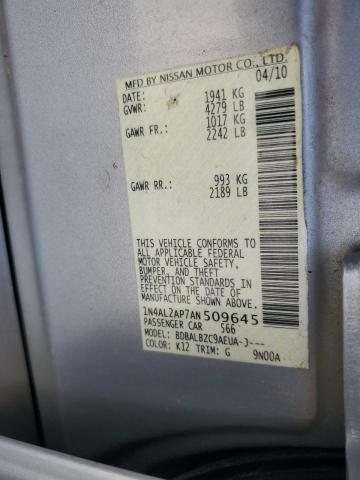 MFD BY NISSAN MOTOR CO., LTD.
04/10
DATE: 1941 KG
GVWR: 4279 LB
1017 KG
GAWR FR.: 2242 LB
993 KG
GAWR RR.: 2189 LB
THIS VEHICLE CONFORMS TO
ALL APPLICABLE FEDERAL
MOTOR VEHICLE SAFETY,
BUMPER, AND THEFT
PREVENTION STANDARDS IN
EFFECT ON THE DATE OF
MANUFACTURE SHOWN ABOVE.
1N4AL2AP7AN509645
PASSENGER CAR S66
MODEL: BDBALBZC9AEUA-J---
COLOR: K12 TRIM: G 9N00A